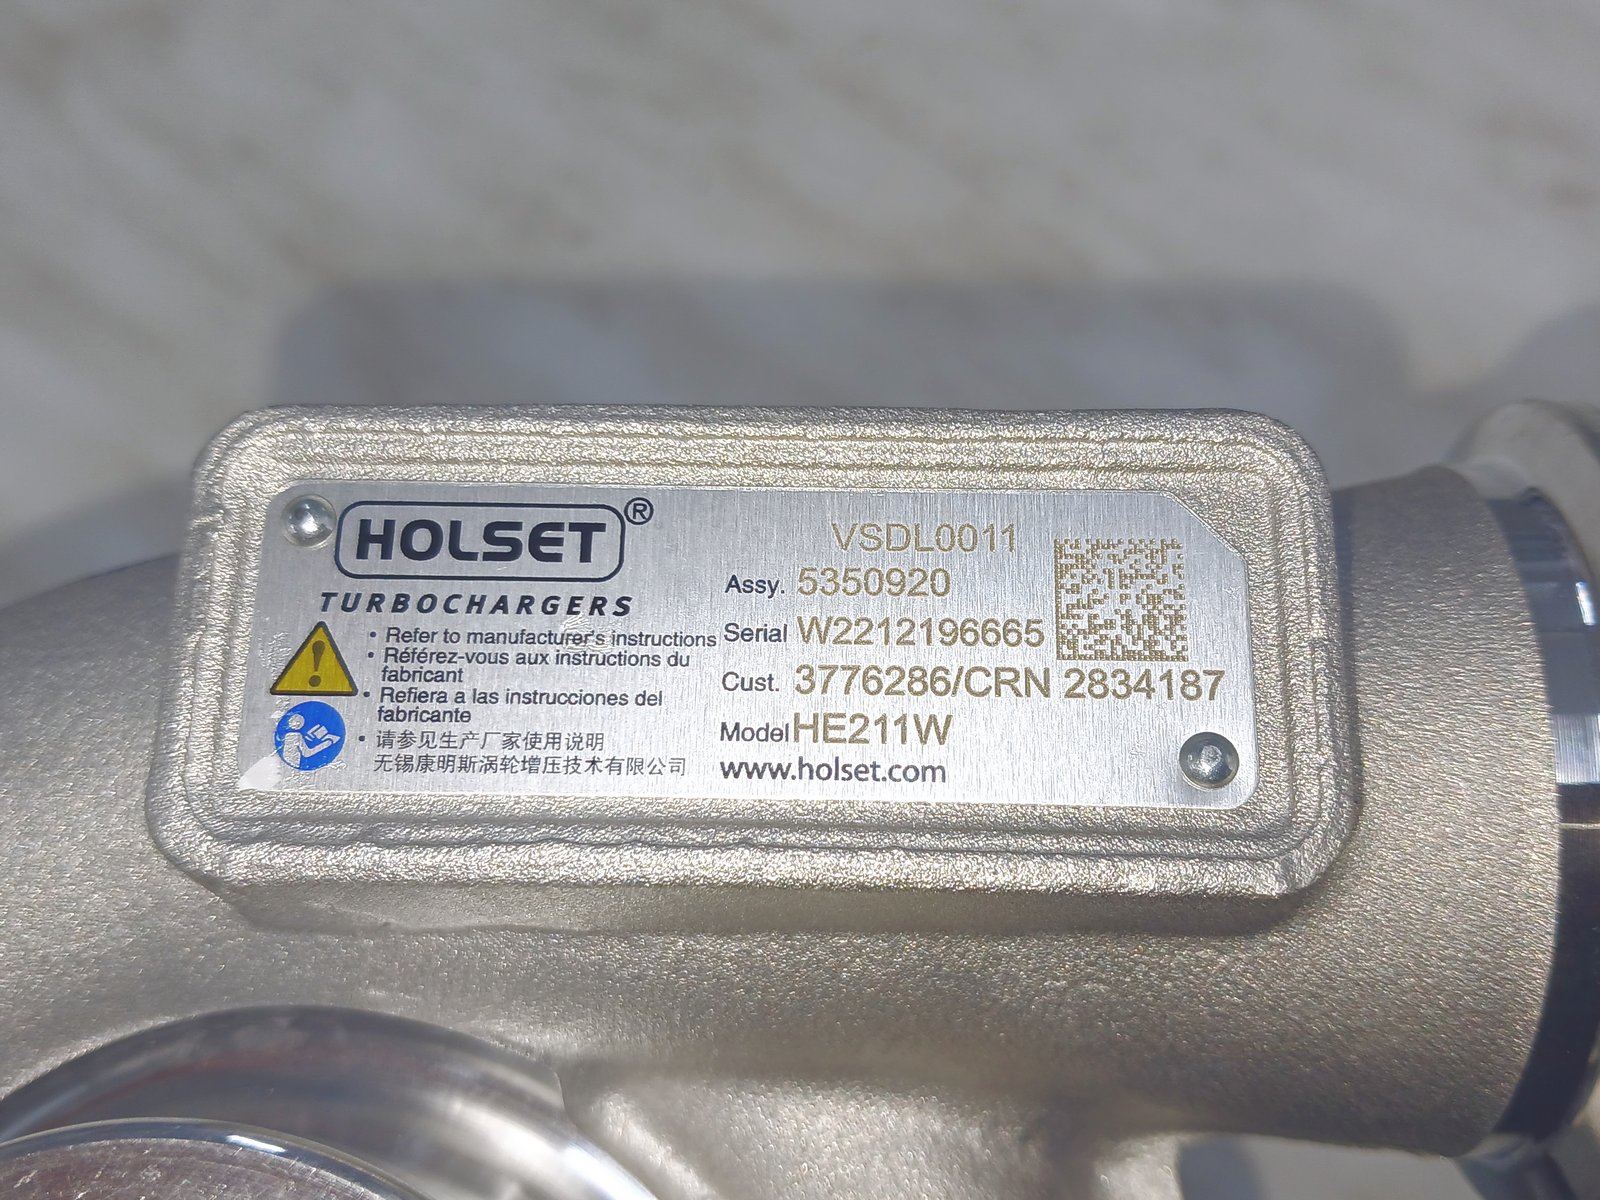 HOLSET®
TURBOCHARGERS
• Refer to manufacturer's instructions
• Référez-vous aux instructions du
fabricant
• Refiera a las instrucciones del
fabricante
• 请参见生产厂家使用说明
无锡康明斯涡轮增压技术有限公司
VSDL0011
Assy. 5350920
Serial W2212196665
Cust. 3776286/CRN 2834187
Model HE211W
www.holset.com